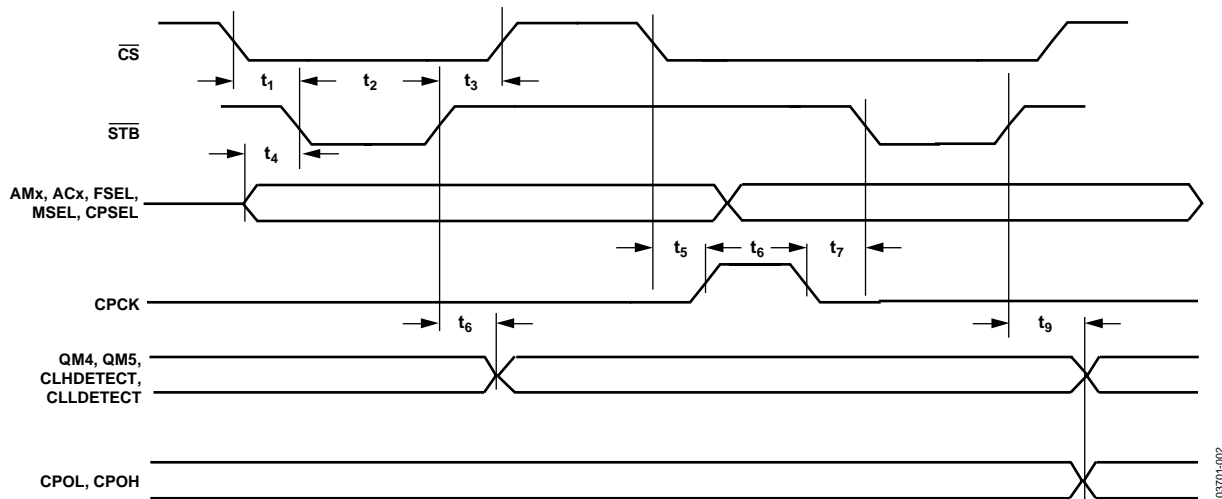 CS
t1 t2 t3
STB
t4
AMx, ACx, FSEL,
MSEL, CPSEL
t5 t6 t7
CPCK
t6 t9
QM4, QM5,
CLHDETECT,
CLLDETECT
CPOL, CPOH
03701-002